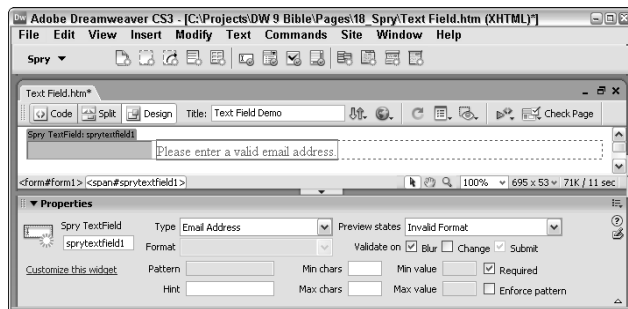 Adobe Dreamweaver CS3 - [C:\Projects\DW 9 Bible\Pages\18_Spry\Text Field.htm (XHTML)*]
File Edit View Insert Modify Text Commands Site Window Help
Spry
Text Field.htm*
Code Split Design Title: Text Field Demo Check Page
Spry TextField: sprytextfield1
Please enter a valid email address.
<form#form1> <span#sprytextfield1> 100% 695 x 53 71K / 11 sec
Properties
Spry TextField Type Email Address Preview states Invalid Format
sprytextfield1 Format Validate on Blur Change Submit
Customize this widget Pattern Min chars Min value Required
Hint Max chars Max value Enforce pattern